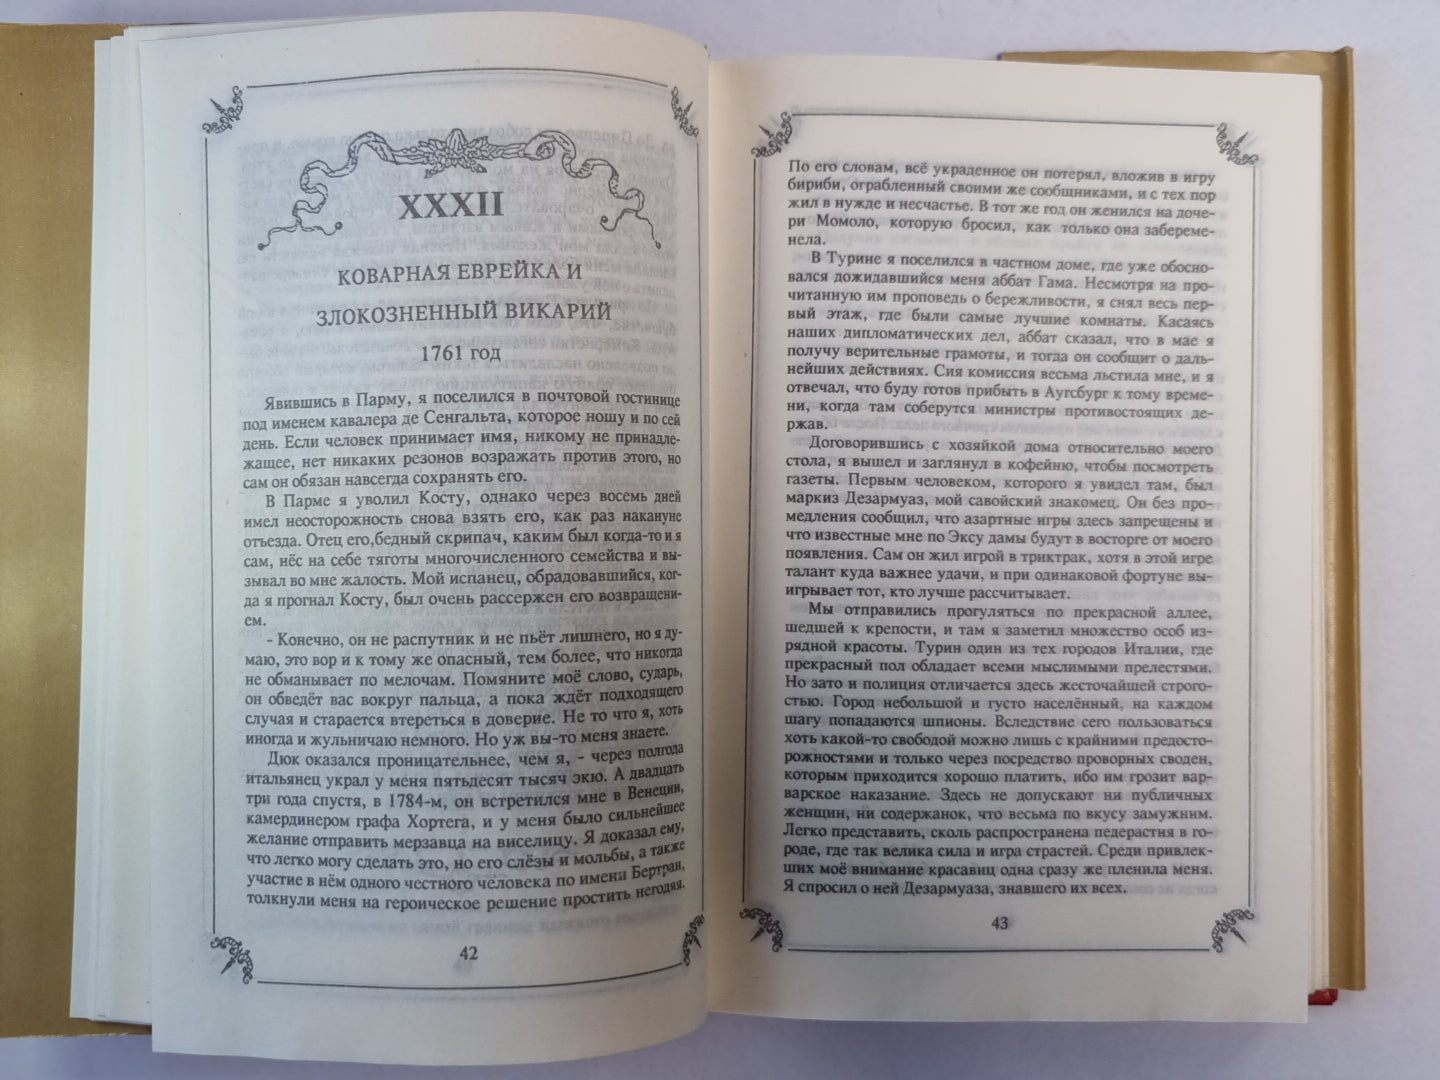 XXXII
КОВАРНАЯ ЕВРЕЙКА И
ЗЛОКОЗНЕННЫЙ ВИКАРИЙ
1761 год
Явившись в Парму, я поселился в почтовой гостинице
под именем кавалера де Сенгальта, которое ношу и по сей
день. Если человек принимает имя, никому не принадле-
жащее, нет никаких резонов возражать против этого, но
сам он обязан навсегда сохранять его.
В Парме я уволил Косту, однако через восемь дней
имел неосторожность снова взять его, как раз накануне
отъезда. Отец его,бедный скрипач, каким был когда-то и я
сам, нёс на себе тяготы многочисленного семейства и вы-
зывал во мне жалость. Мой испанец, обрадовавшийся, ког-
да я прогнал Косту, был очень рассержен его возвращени-
ем.
- Конечно, он не распутник и не пьёт лишнего, но я ду-
маю, это вор и к тому же опасный, тем более, что никогда
не обманывает по мелочам. Помяните моё слово, сударь,
он обведёт вас вокруг пальца, а пока ждёт подходящего
случая и старается втереться в доверие. Не то что я, хоть
иногда и жульничаю немного. Но уж вы-то меня знаете.
Дюк оказался проницательнее, чем я, - через полгода
итальянец украл у меня пятьдесят тысяч экю. А двадцать
три года спустя, в 1784-м, он встретился мне в Венеции,
камердинером графа Хортега, и у меня было сильнейшее
желание отправить мерзавца на виселицу. Я доказал ему,
что легко могу сделать это, но его слёзы и мольбы, а также
участие в нём одного честного человека по имени Бертран,
толкнули меня на героическое решение простить негодяя.
42
По его словам, всё украденное он потерял, вложив в игру
бириби, ограбленный своими же сообщниками, и с тех пор
жил в нужде и несчастье. В тот же год он женился на доче-
ри Момоло, которую бросил, как только она забереме-
нела.
В Турине я поселился в частном доме, где уже обосно-
вался дожидавшийся меня аббат Гама. Несмотря на про-
читанную им проповедь о бережливости, я снял весь пер-
вый этаж, где были самые лучшие комнаты. Касаясь
наших дипломатических дел, аббат сказал, что в мае я
получу верительные грамоты, и тогда он сообщит о даль-
нейших действиях. Сия комиссия весьма льстила мне, и я
отвечал, что буду готов прибыть в Аугсбург к тому време-
ни, когда там соберутся министры противостоящих де-
ржав.
Договорившись с хозяйкой дома относительно моего
стола, я вышел и заглянул в кофейню, чтобы посмотреть
газеты. Первым человеком, которого я увидел там, был
маркиз Дезармуаз, мой савойский знакомец. Он без про-
медления сообщил, что азартные игры здесь запрещены и
что известные мне по Эксу дамы будут в восторге от моего
появления. Сам он жил игрой в триктрак, хотя в этой игре
талант куда важнее удачи, и при одинаковой фортуне вы-
игрывает тот, кто лучше рассчитывает.
Мы отправились прогуляться по прекрасной аллее,
шедшей к крепости, и там я заметил множество особ из-
рядной красоты. Турин один из тех городов Италии, где
прекрасный пол обладает всеми мыслимыми прелестями.
Но зато и полиция отличается здесь жесточайшей строго-
стью. Город небольшой и густо населённый, на каждом
шагу попадаются шпионы. Вследствие сего пользоваться
хоть какой-то свободой можно лишь с крайними предосто-
рожностями и только через посредство проворных своден,
которым приходится хорошо платить, ибо им грозит вар-
варское наказание. Здесь не допускают ни публичных
женщин, ни содержанок, что весьма по вкусу замужним.
Легко представить, сколь распространена педерастия в го-
роде, где так велика сила и игра страстей. Среди привлек-
ших моё внимание красавиц одна сразу же пленила меня.
Я спросил о ней Дезармуаза, знавшего их всех.
43